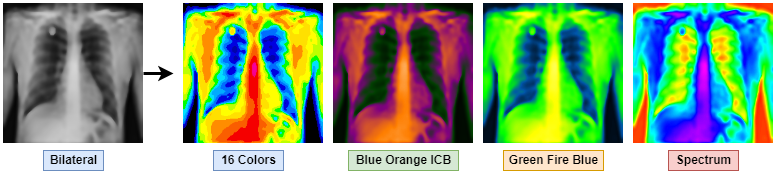 Bilateral
16 Colors
Blue Orange ICB
Green Fire Blue
Spectrum